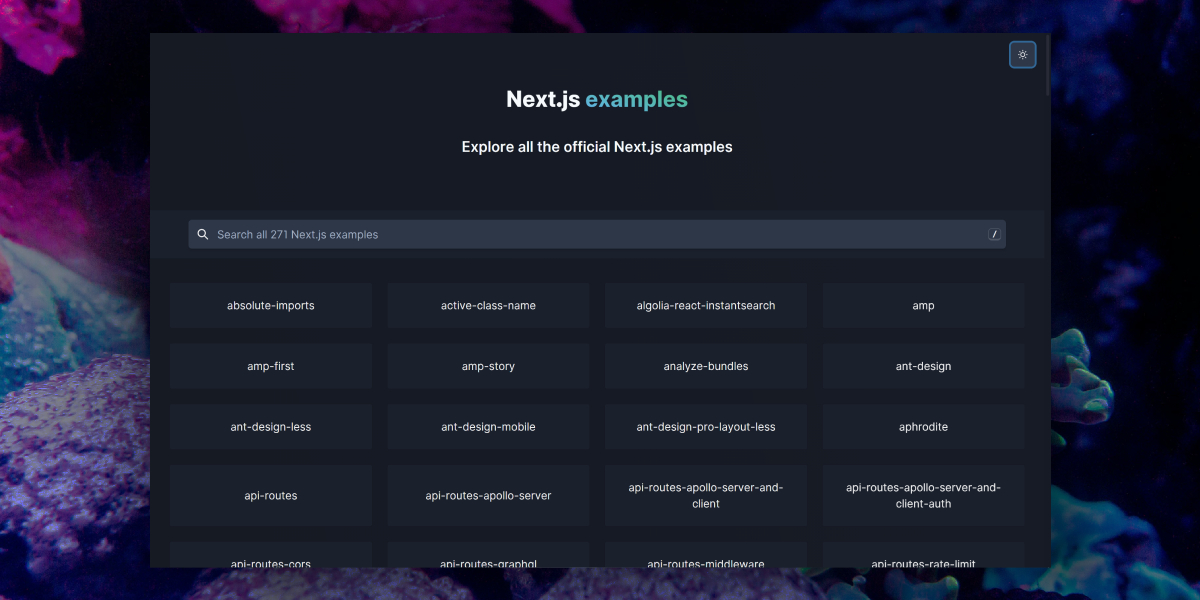 Next.js examples
Explore all the official Next.js examples
Search all 271 Next.js examples /
absolute-imports active-class-name algolia-react-instantsearch amp
amp-first amp-story analyze-bundles ant-design
ant-design-less ant-design-mobile ant-design-pro-layout-less aphrodite
api-routes api-routes-apollo-server api-routes-apollo-server-and-
client api-routes-apollo-server-and-
client-auth
api-routes-cors api-routes-graphql api-routes-middleware api-routes-rate-limit